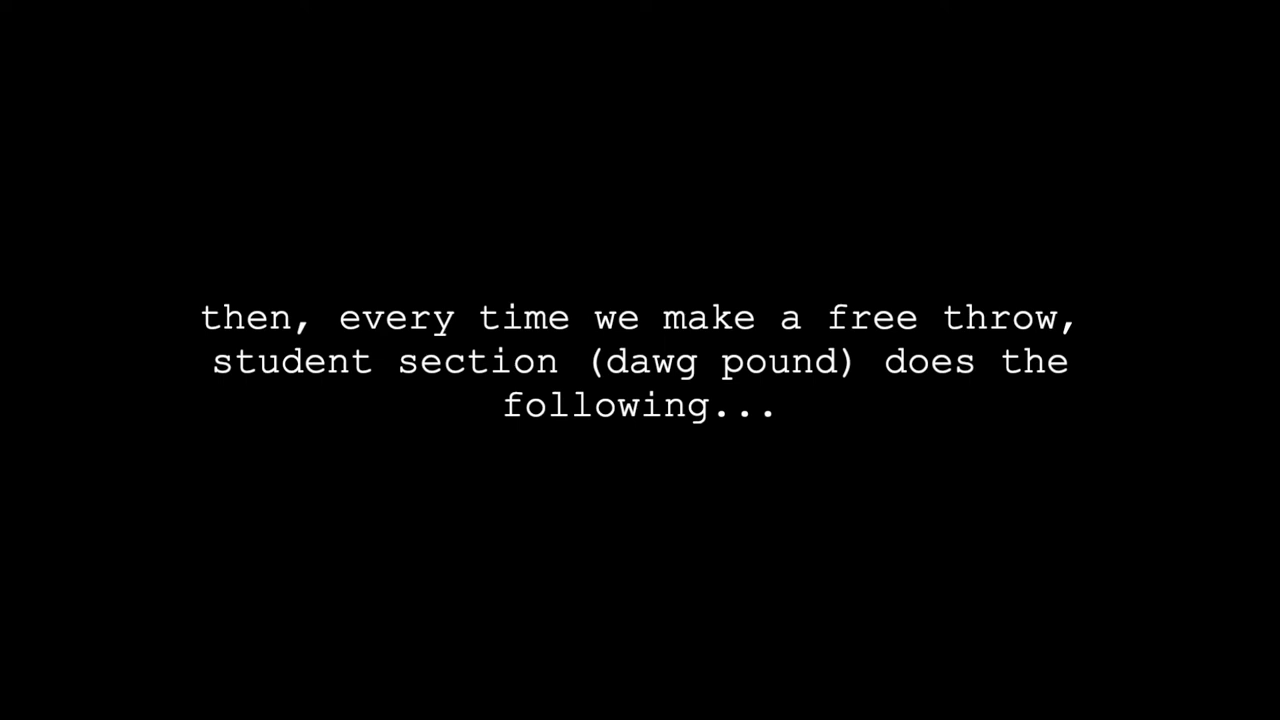 then, every time we make a free throw,
student section (dawg pound) does the
following...